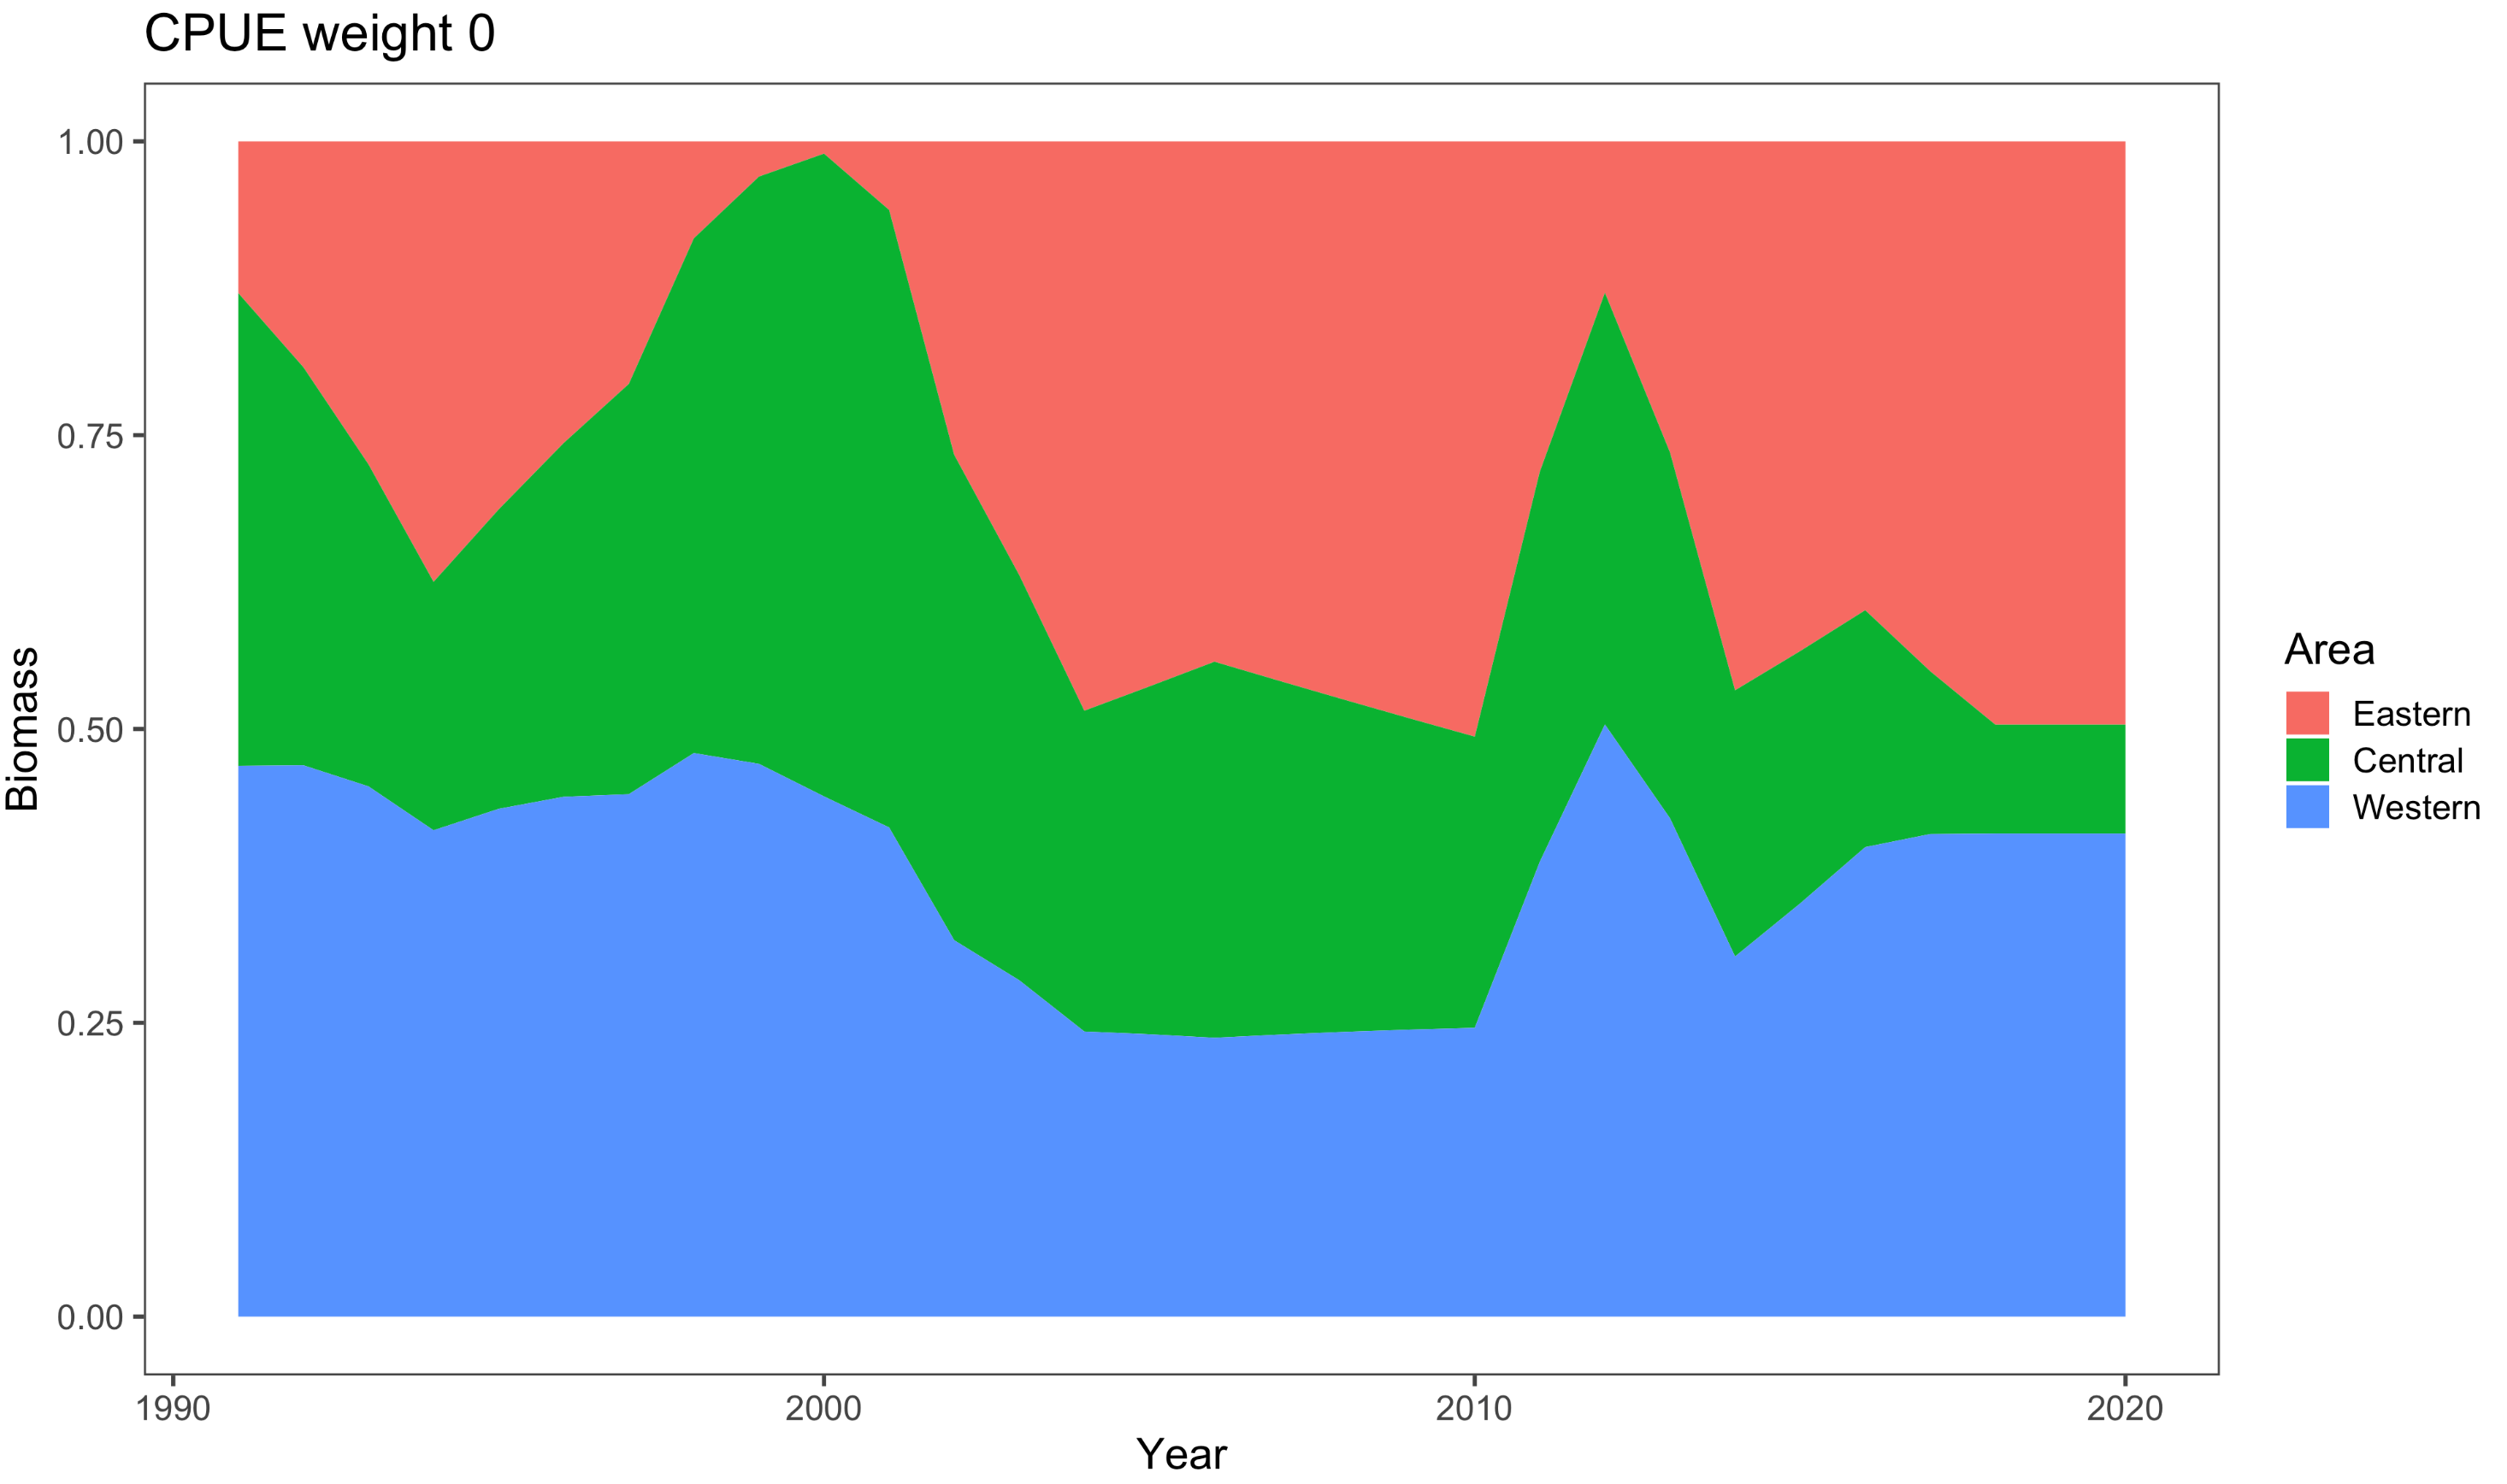 CPUE weight 0
1.00
0.75
0.50
0.25
0.00
Biomass
1990 2000 2010 2020
Year
Area
Eastern
Central
Western